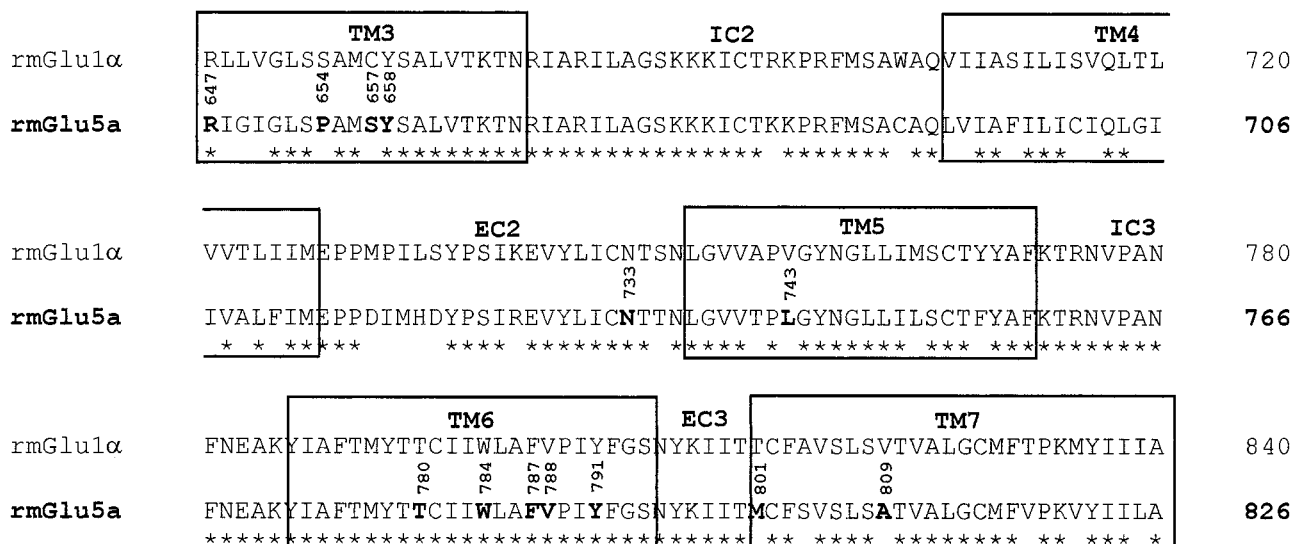 TM3 IC2 TM4
rmGlu1α RLLVGLSSAMCYSALVTKTNRIARILAGSKKKICTRKPRFMSAWAQVIIASILISVQLTL 720
647 654 657 658
rmGlu5a RIGIGLSPAMSYSALVTKTNRIARILAGSKKKICTKKPRFMSACAQLVIAFILICIQLGI 706
* *** ** ************************ ******* ** ** *** **
EC2 TM5 IC3
rmGlu1α VVTLIIMEPPMPILSYPSIKEVYLICNTSNLGVVAPVGYNGLLIMSCTYYAFKTRNVPAN 780
733 743
rmGlu5a IVALFIMEPPDIMHDYPSIREVYLICNTTNLGVVTPLGYNGLLILSCTFYAFKTRNVPAN 766
* * ***** **** ******** ***** * ******* *** ***********
TM6 EC3 TM7
rmGlu1α FNEAKYIAFTMYTTCIIWLAFVPIYFGSNYKIITTCFAVSLSVTVALGCMFTPKMYIIIA 840
780 784 787 788 791 801 809
rmGlu5a FNEAKYIAFTMYTTCIIWLAFVPIYFGSNYKIITMCFSVSLSATVALGCMFVPKVYIILA 826
********************************** ** **** ******** ** *** *